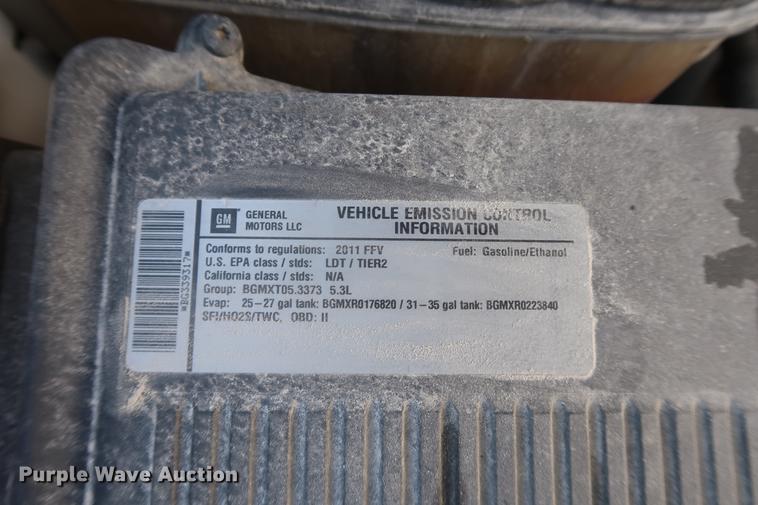 GM
GENERAL
MOTORS LLC
VEHICLE EMISSION CONTROL
INFORMATION
Conforms to regulations: 2011 FFV Fuel: Gasoline/Ethanol
U.S. EPA class / stds: LDT / TIER2
California class / stds: N/A
Group: BGMXT05.3373 5.3L
Evap: 25-27 gal tank: BGMXR0176820 / 31-35 gal tank: BGMXR0223840
SFI/HO2S/TWC, OBD: II
*BG339317*
Purple Wave Auction